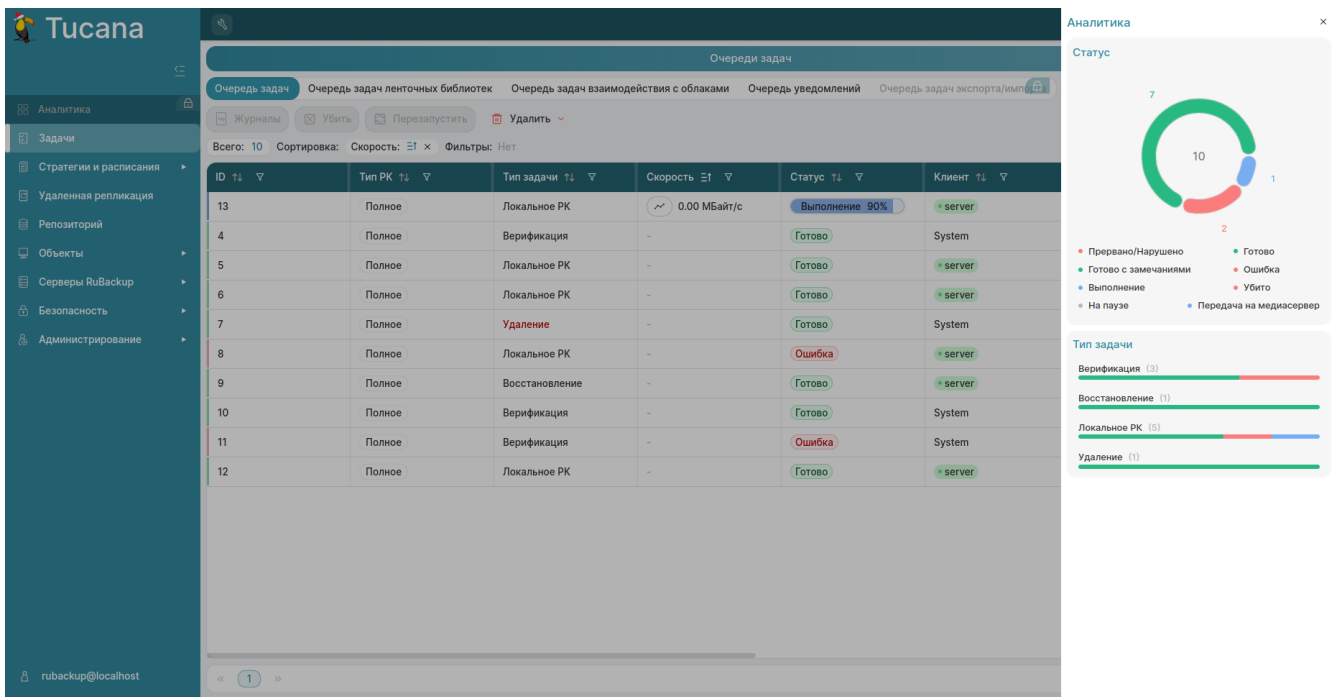 Tucana
Аналитика
Задачи
Стратегии и расписания
Удаленная репликация
Репозиторий
Объекты
Серверы RuBackup
Безопасность
Администрирование
rubackup@localhost
Очереди задач
Очередь задач Очередь задач ленточных библиотек Очередь задач взаимодействия с облаками Очередь уведомлений Очередь задач экспорта/импорта
Журналы Убить Перезапустить Удалить
Всего: 10 Сортировка: Скорость: Фильтры: Нет
ID Тип РК Тип задачи Скорость Статус Клиент
13 Полное Локальное РК 0.00 МБайт/с Выполнение 90% server
4 Полное Верификация - Готово System
5 Полное Локальное РК - Готово server
6 Полное Локальное РК - Готово server
7 Полное Удаление - Готово System
8 Полное Локальное РК - Ошибка server
9 Полное Восстановление - Готово server
10 Полное Верификация - Готово System
11 Полное Верификация - Ошибка System
12 Полное Локальное РК - Готово server
« 1 »
Аналитика ×
Статус
7
10
1
2
Прервано/Нарушено Готово
Готово с замечаниями Ошибка
Выполнение Убито
На паузе Передача на медиасервер
Тип задачи
Верификация (3)
Восстановление (1)
Локальное РК (5)
Удаление (1)